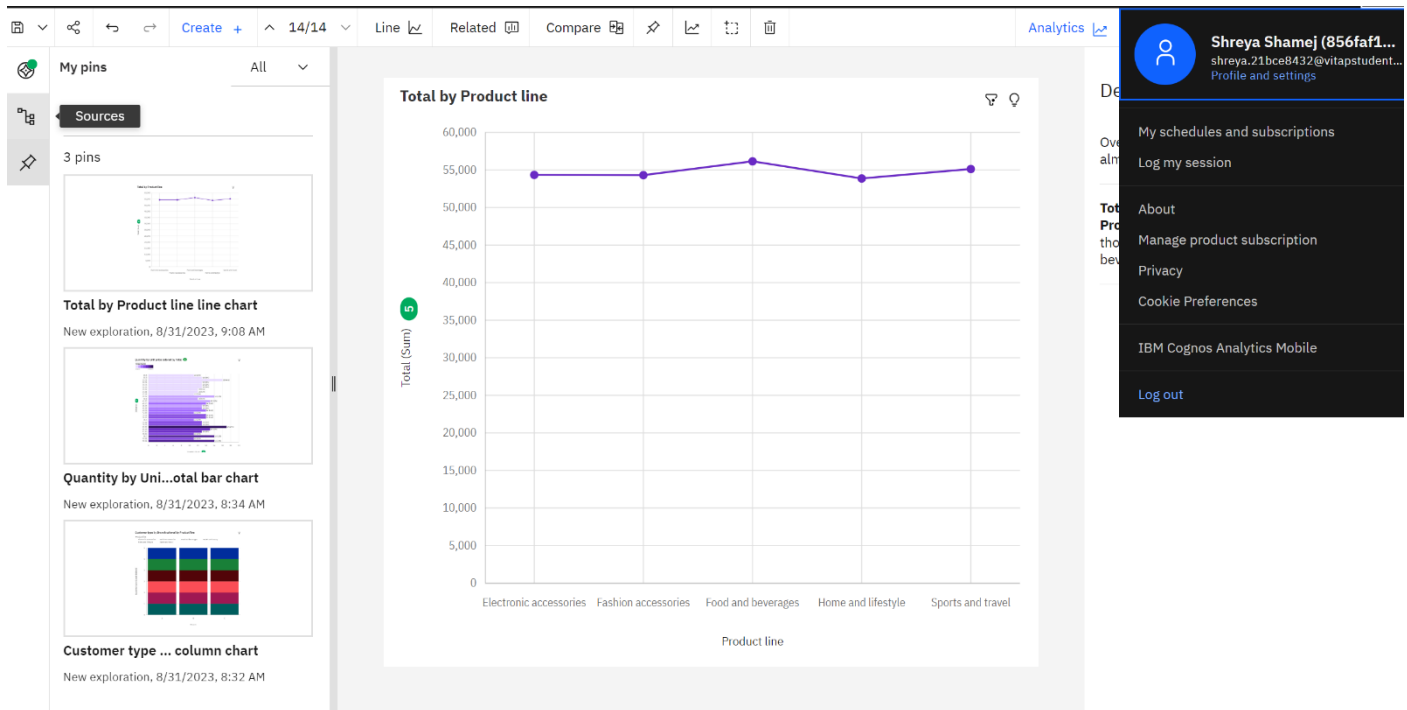 Create +
14/14
Line
Related
Compare
Analytics
My pins
All
Sources
3 pins
Total by Product line line chart
New exploration, 8/31/2023, 9:08 AM
Quantity by Uni...otal bar chart
New exploration, 8/31/2023, 8:34 AM
Customer type ... column chart
New exploration, 8/31/2023, 8:32 AM
Total by Product line
60,000
55,000
50,000
45,000
40,000
35,000
30,000
25,000
20,000
15,000
10,000
5,000
0
5
Total (Sum)
Electronic accessories
Fashion accessories
Food and beverages
Home and lifestyle
Sports and travel
Product line
Shreya Shamej (856faf1...
shreya.21bce8432@vitapstudent...
Profile and settings
My schedules and subscriptions
Log my session
About
Manage product subscription
Privacy
Cookie Preferences
IBM Cognos Analytics Mobile
Log out